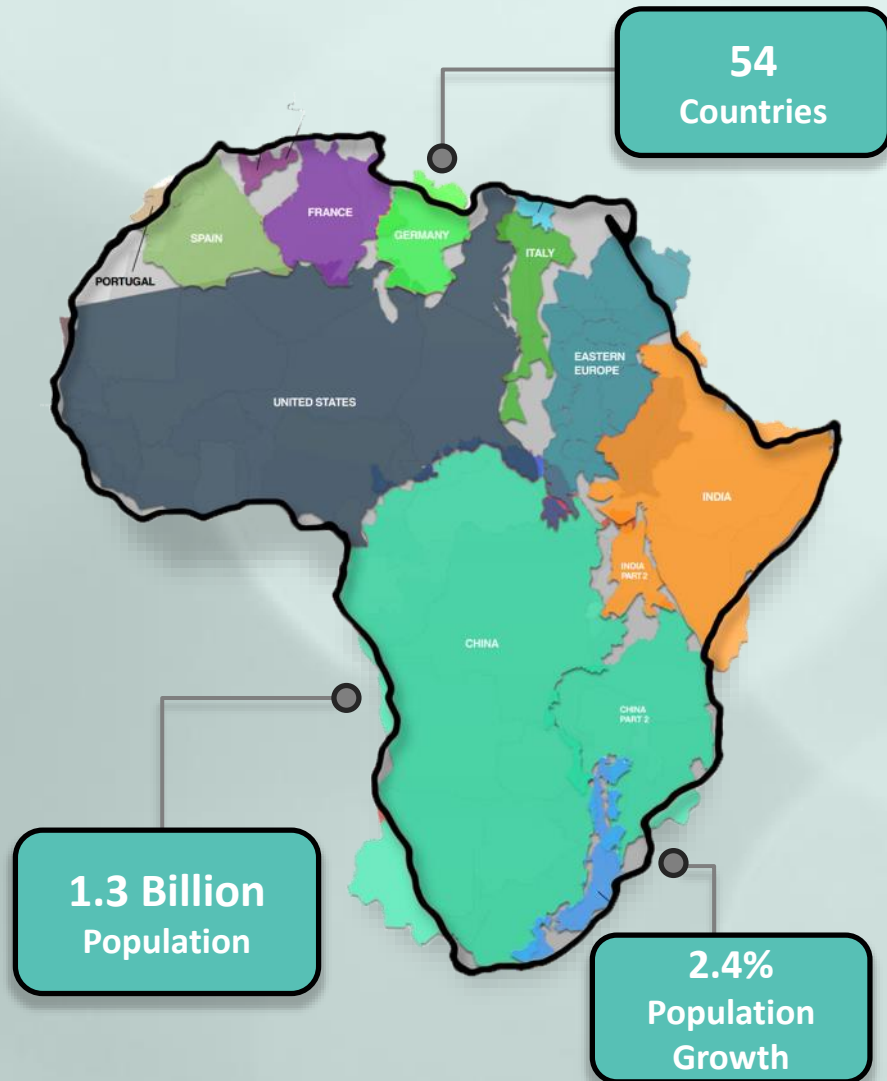 54
Countries
SPAIN
FRANCE
GERMANY
ITALY
PORTUGAL
EASTERN
EUROPE
UNITED STATES
INDIA
INDIA
PART 2
CHINA
CHINA
PART 2
1.3 Billion
Population
2.4%
Population
Growth